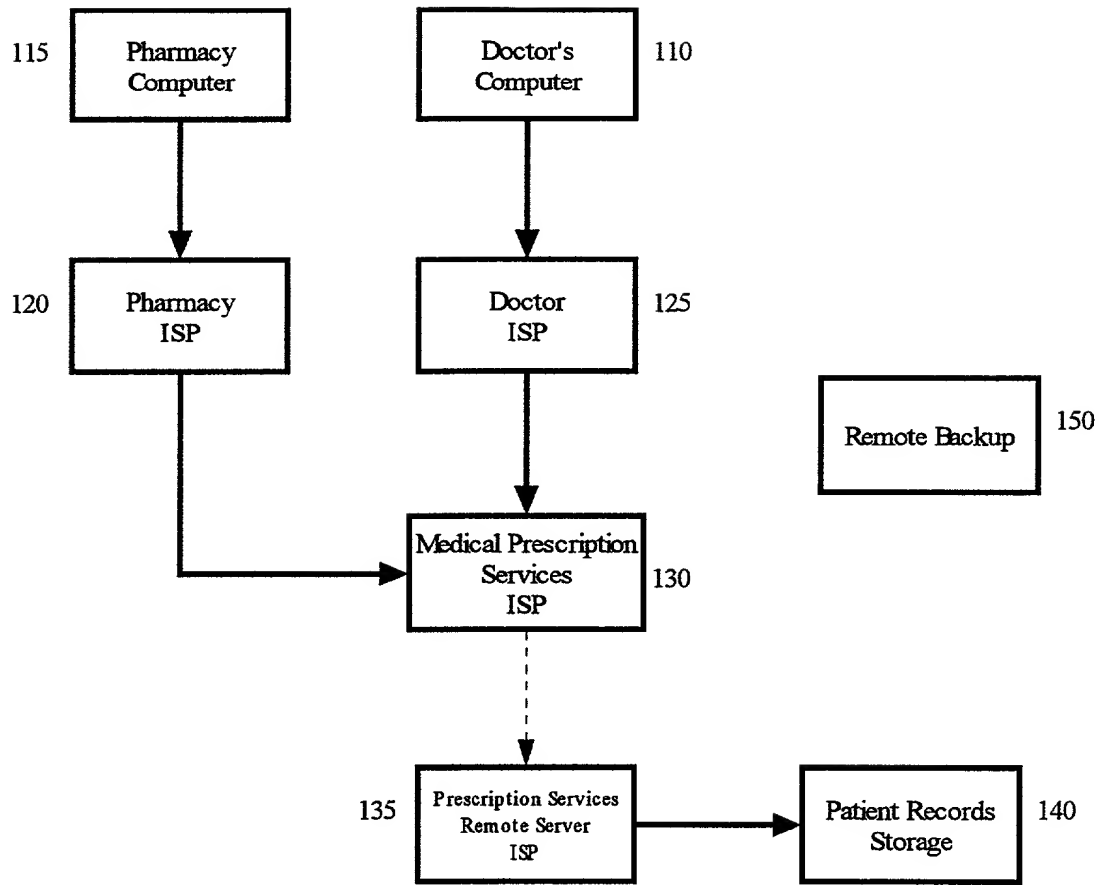 115
Pharmacy
Computer
Doctor's
Computer
110
120
Pharmacy
ISP
Doctor
ISP
125
Remote Backup
150
Medical Prescription
Services
ISP
130
135
Prescription Services
Remote Server
ISP
Patient Records
Storage
140